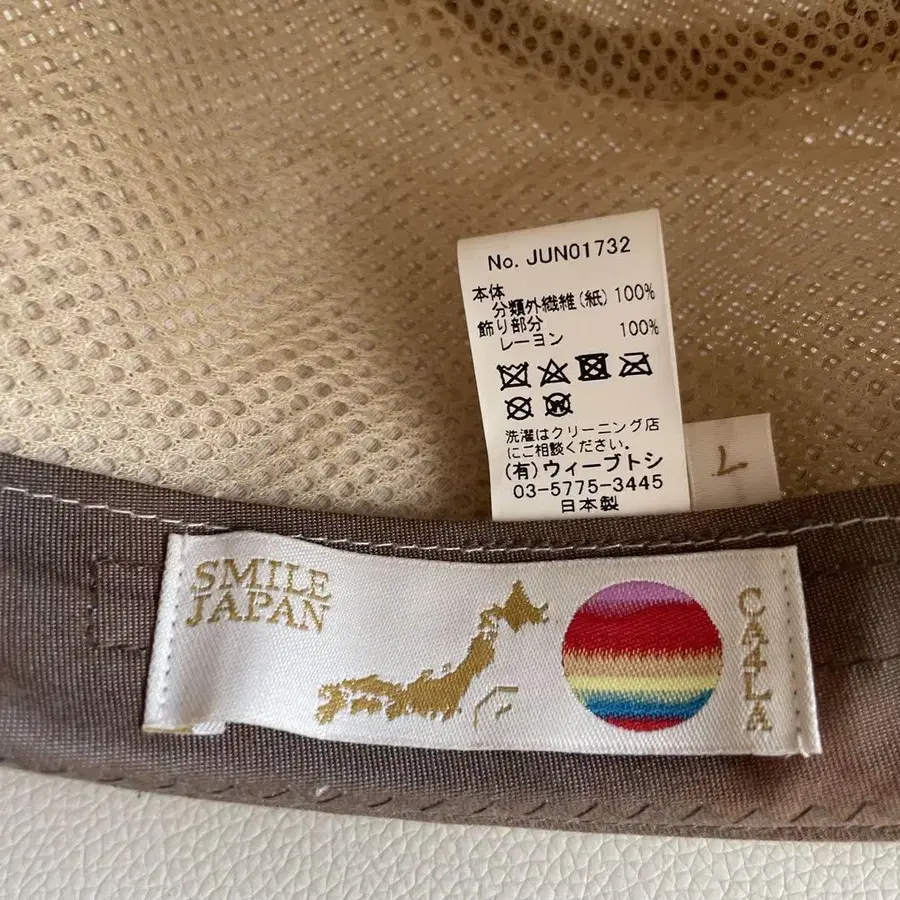 No. JUN01732
本体
分類外繊維(紙) 100%
飾り部分
レーヨン 100%
洗濯はクリーニング店
にご相談ください。
(有)ウィーブトシ
03-5775-3445
日本製
L
SMILE
JAPAN
CA4LA